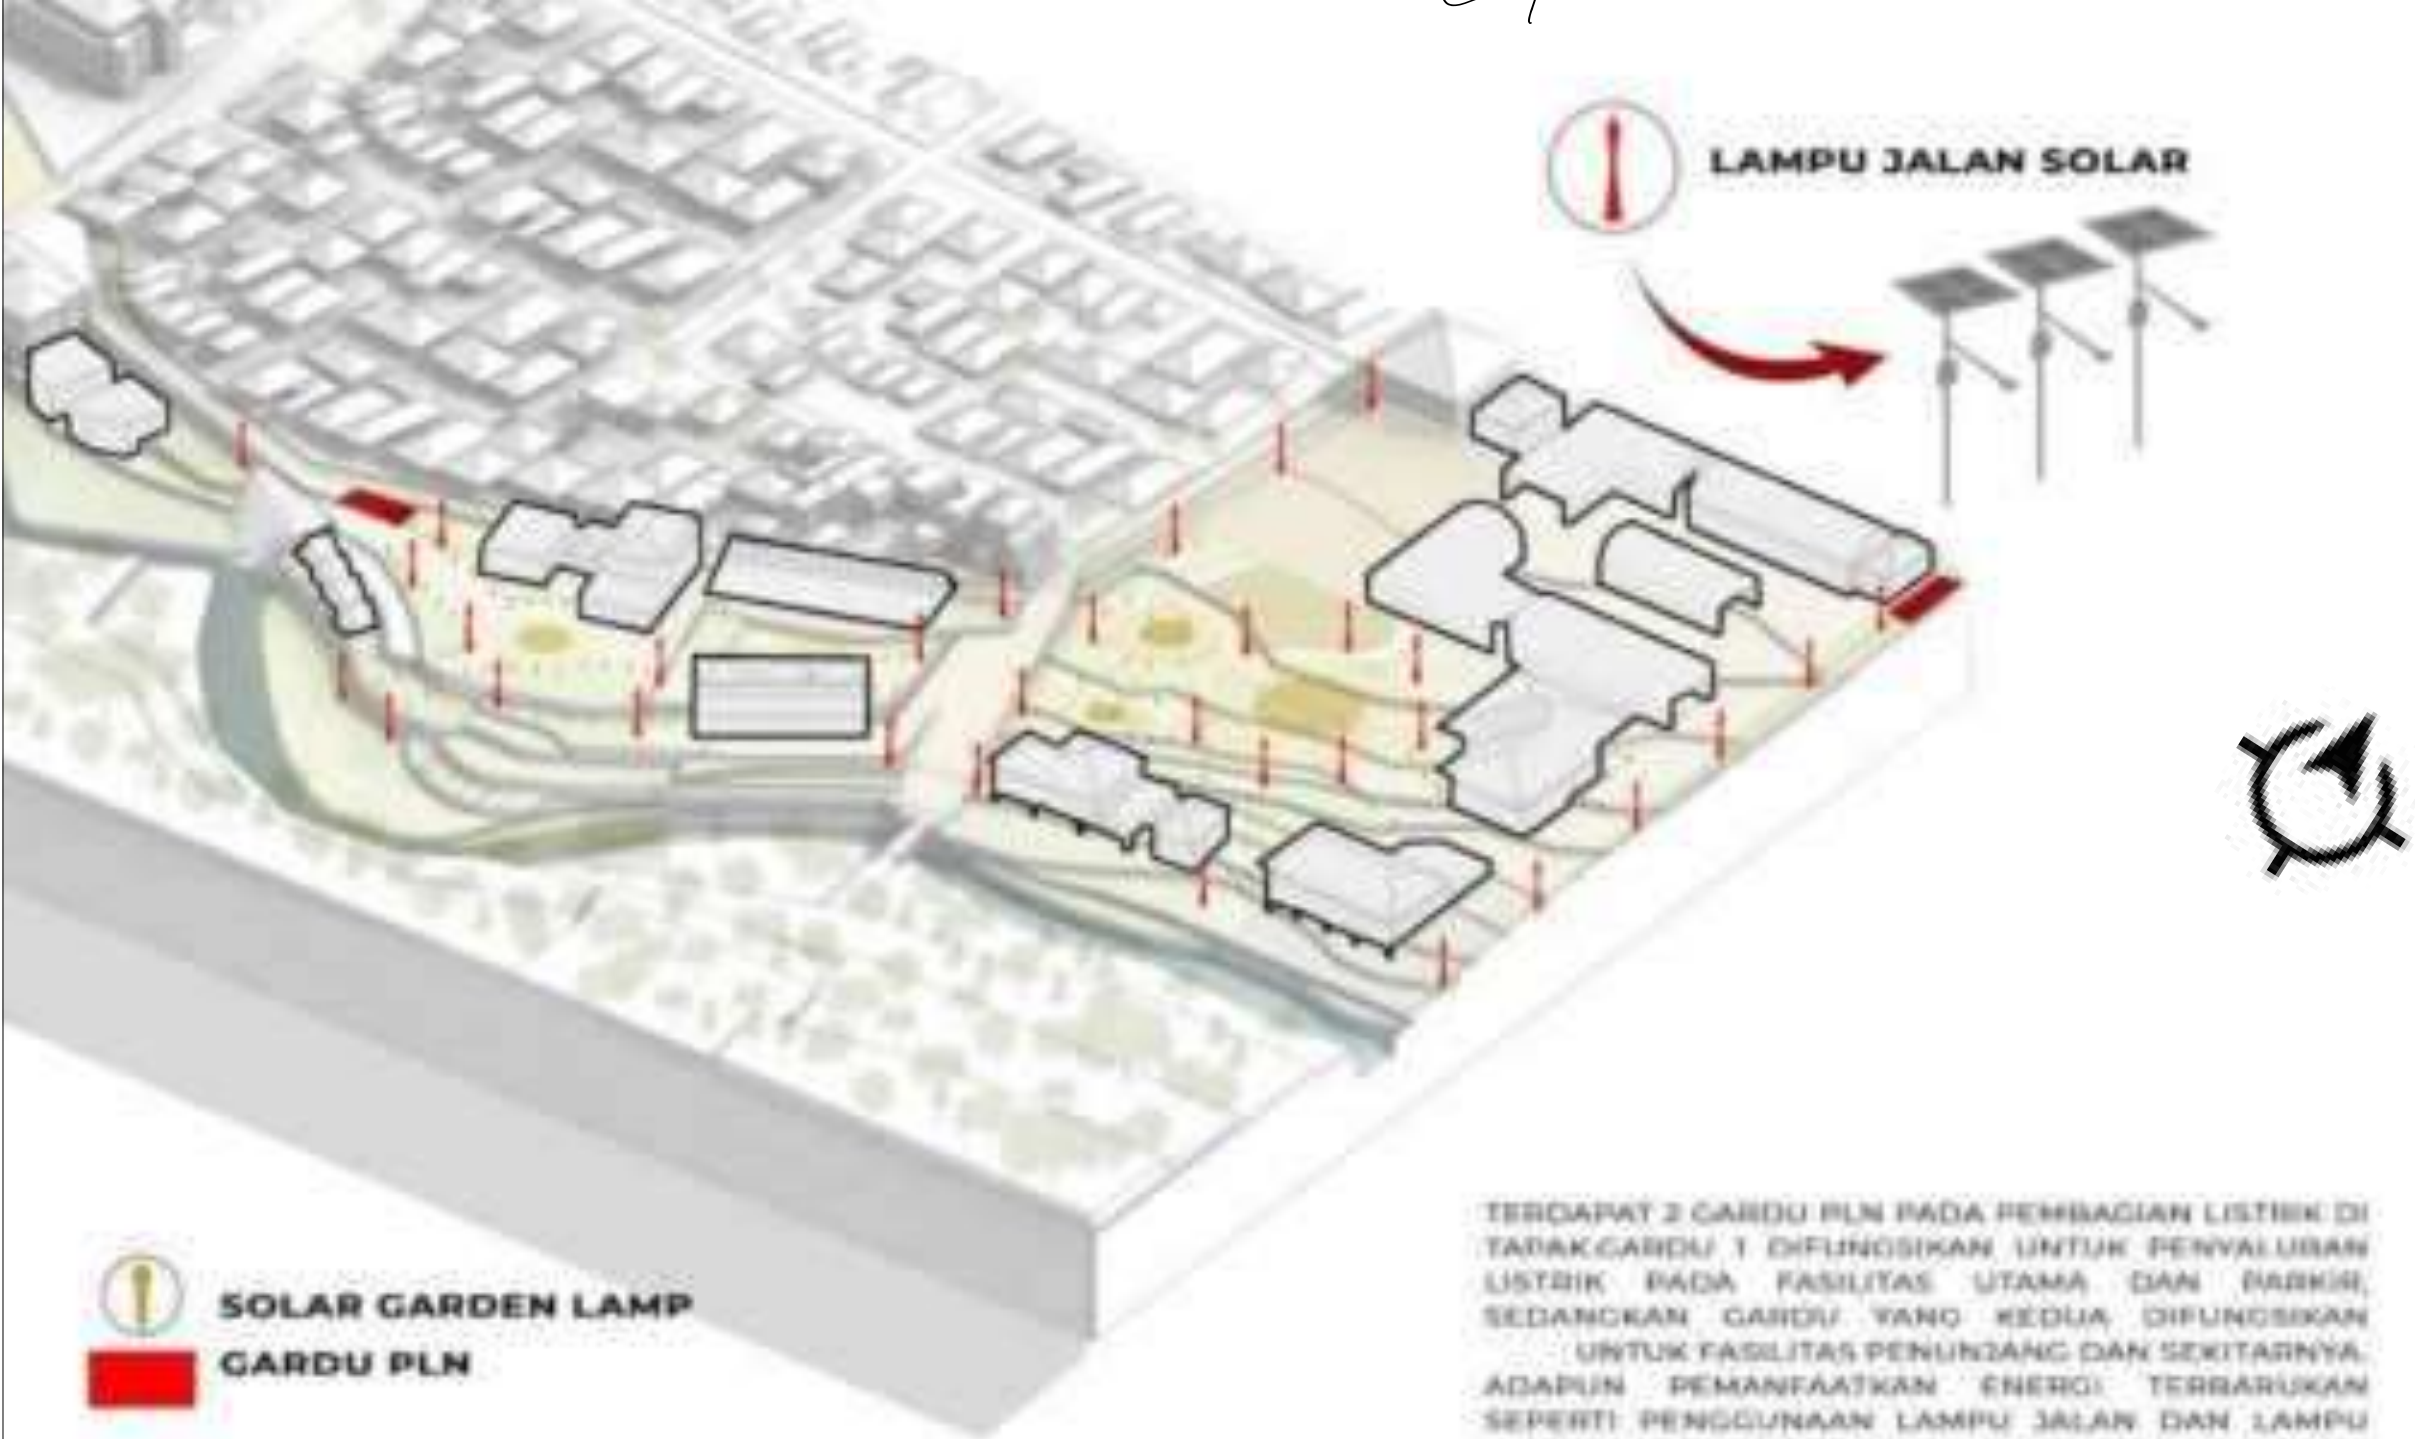 LAMPU JALAN SOLAR
SOLAR GARDEN LAMP
GARDU PLN
TERDAPAT 2 GARDU PLN PADA PEMBAGIAN LISTRIK DI
TAPAK.GARDU 1 DIFUNGSIKAN UNTUK PENYALURAN
LISTRIK PADA FASILITAS UTAMA DAN PARKIR,
SEDANGKAN GARDU YANG KEDUA DIFUNGSIKAN
UNTUK FASILITAS PENUNJANG DAN SEKITARNYA.
ADAPUN PEMANFAATKAN ENERGI TERBARUKAN
SEPERTI PENGGUNAAN LAMPU JALAN DAN LAMPU